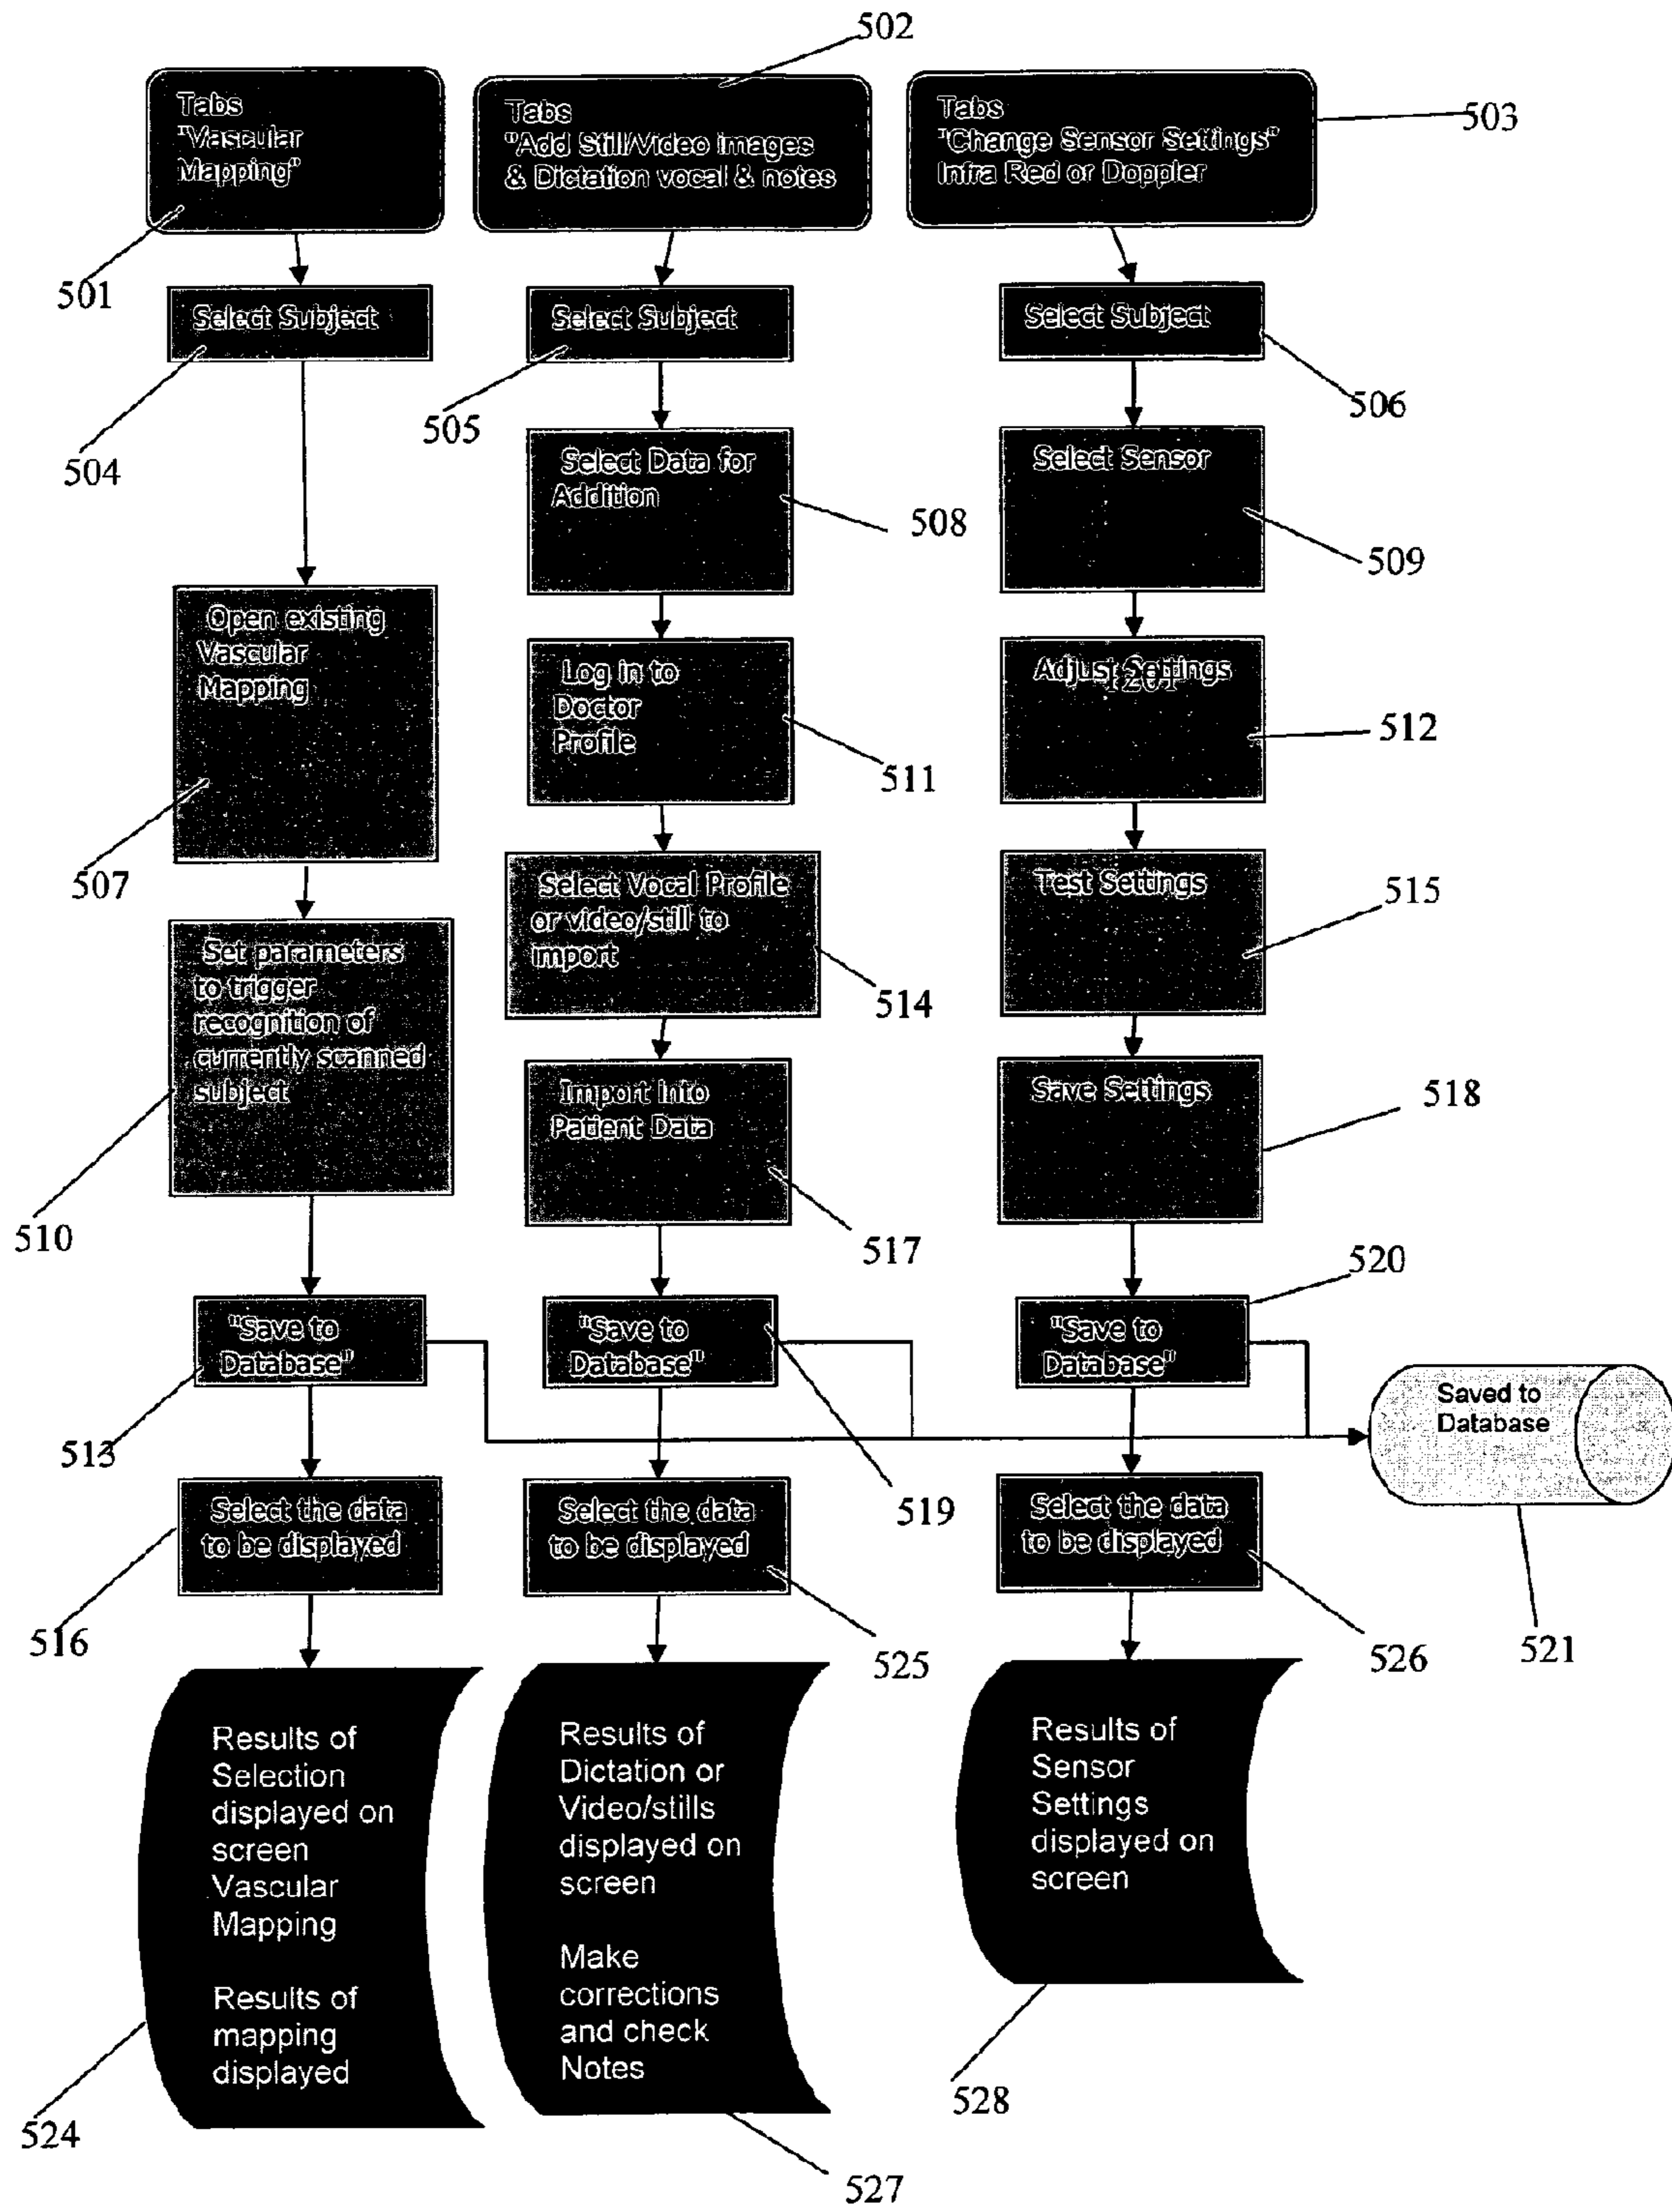 502
Tabs
"Vascular
Mapping"
501
Tabs
"Add Still/Video images
& Dictation vocal & notes
Tabs
"Change Sensor Settings"
Infra Red or Doppler
503
Select Subject
504
Select Subject
505
Select Subject
506
Open existing
Vascular
Mapping
507
Select Data for
Addition
508
Select Sensor
509
Set parameters
to trigger
recognition of
currently scanned
subject
510
Log in to
Doctor
Profile
511
Adjust Settings
512
"Save to
Database"
513
Select Vocal Profile
or video/still to
import
514
Test Settings
515
Select the data
to be displayed
516
Import Into
Patient Data
517
Save Settings
518
"Save to
Database"
519
"Save to
Database"
520
Saved to
Database
521
Select the data
to be displayed
525
Select the data
to be displayed
526
Results of
Selection
displayed on
screen
Vascular
Mapping
Results of
mapping
displayed
524
Results of
Dictation or
Video/stills
displayed on
screen
Make
corrections
and check
Notes
527
Results of
Sensor
Settings
displayed on
screen
528